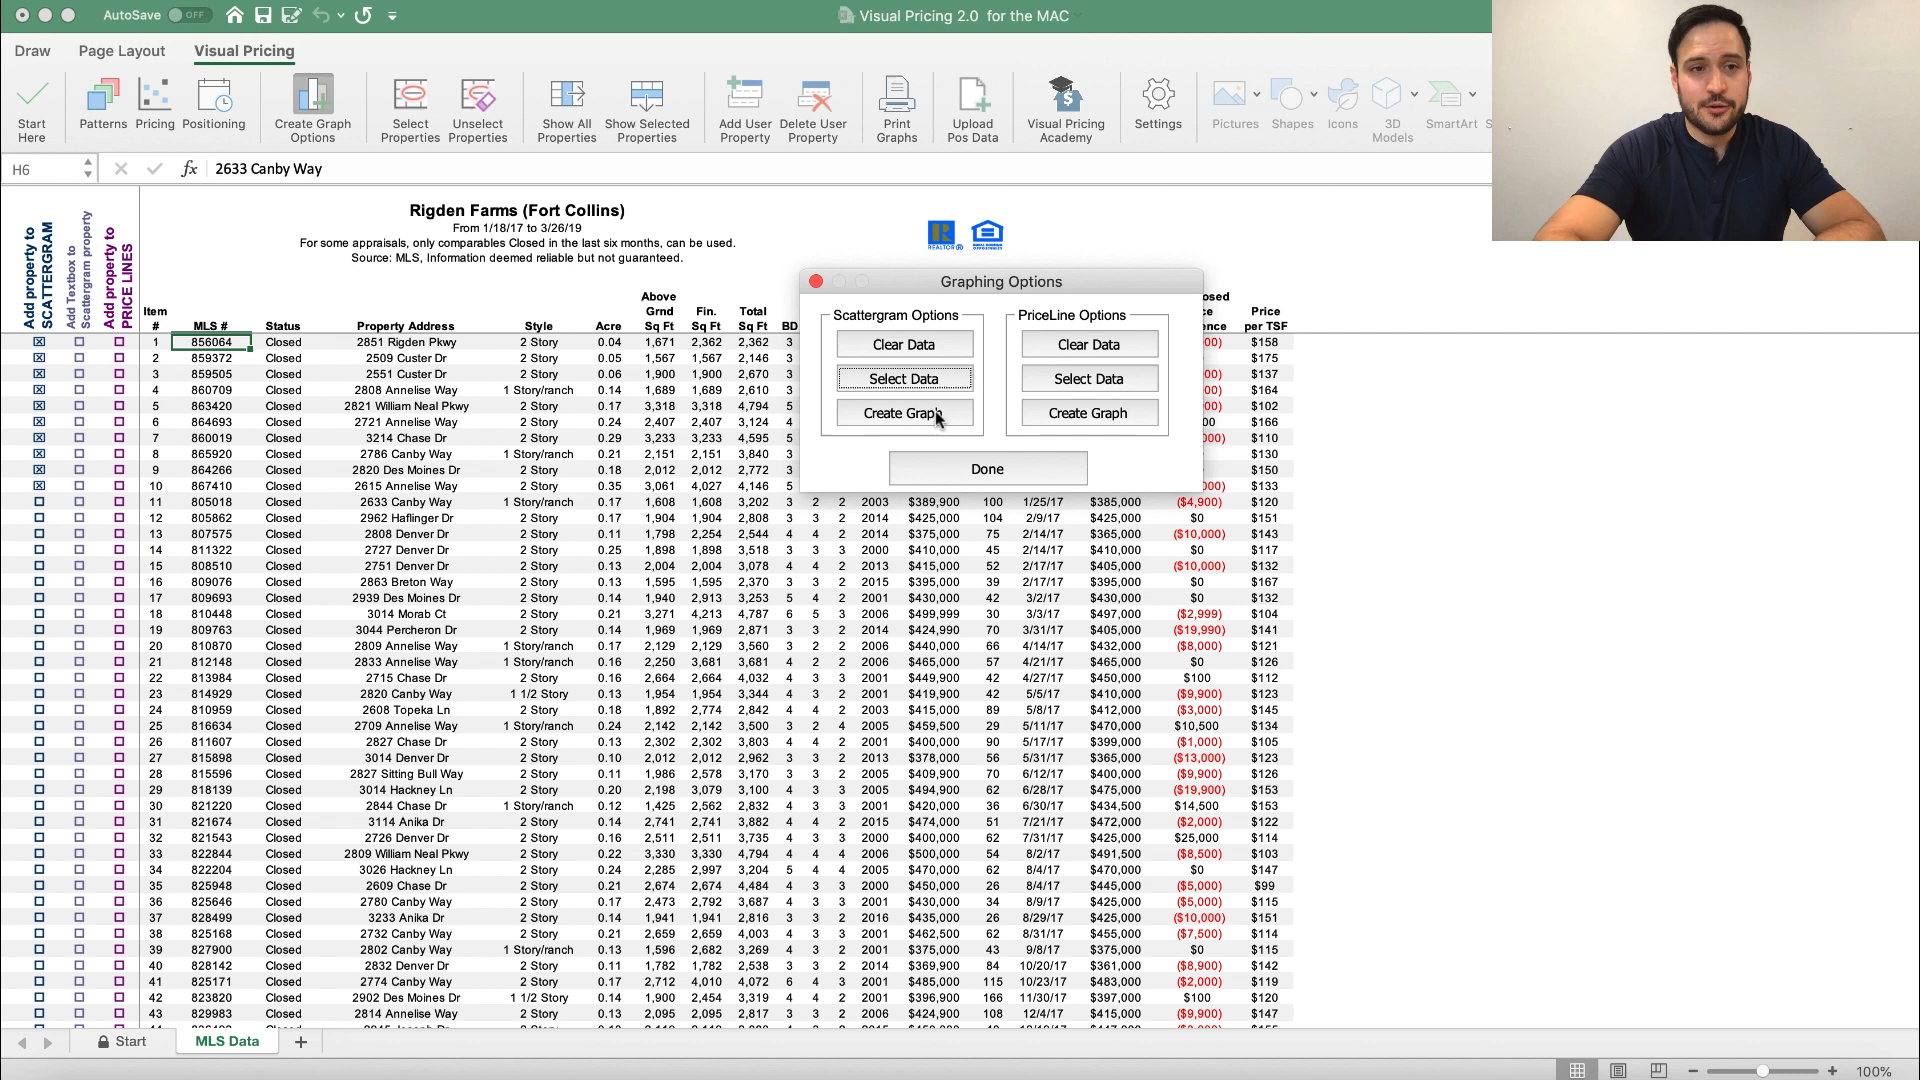 AutoSave OFF
Visual Pricing 2.0 for the MAC
Draw Page Layout Visual Pricing
Start Here
Patterns
Pricing
Positioning
Create Graph Options
Select Properties
Unselect Properties
Show All Properties
Show Selected Properties
Add User Property
Delete User Property
Print Graphs
Upload Pos Data
Visual Pricing Academy
Settings
Pictures
Shapes
Icons
3D Models
SmartArt
H6 fx 2633 Canby Way
Rigden Farms (Fort Collins)
From 1/18/17 to 3/26/19
For some appraisals, only comparables Closed in the last six months, can be used.
Source: MLS, Information deemed reliable but not guaranteed.
REALTOR®
Add property to SCATTERGRAM
Add Textbox to Scattergram property
Add property to PRICE LINES
Item # MLS # Status Property Address Style Acre Above Grnd Sq Ft Fin. Sq Ft Total Sq Ft BD Price per TSF
Graphing Options
Scattergram Options
Clear Data
Select Data
Create Graph
PriceLine Options
Clear Data
Select Data
Create Graph
Done
1 856064 Closed 2851 Rigden Pkwy 2 Story 0.04 1,671 2,362 2,362 3 00) $158
2 859372 Closed 2509 Custer Dr 2 Story 0.05 1,567 1,567 2,146 3 $175
3 859505 Closed 2551 Custer Dr 2 Story 0.06 1,900 1,900 2,670 3 00) $137
4 860709 Closed 2808 Annelise Way 1 Story/ranch 0.14 1,689 1,689 2,610 3 00) $164
5 863420 Closed 2821 William Neal Pkwy 2 Story 0.17 3,318 3,318 4,794 5 00) $102
6 864693 Closed 2721 Annelise Way 2 Story 0.24 2,407 2,407 3,124 4 00 $166
7 860019 Closed 3214 Chase Dr 2 Story 0.29 3,233 3,233 4,595 5 000) $110
8 865920 Closed 2786 Canby Way 1 Story/ranch 0.21 2,151 2,151 3,840 3 $130
9 864266 Closed 2820 Des Moines Dr 2 Story 0.18 2,012 2,012 2,772 3 $150
10 867410 Closed 2615 Annelise Way 2 Story 0.35 3,061 4,027 4,146 5 000) $133
11 805018 Closed 2633 Canby Way 1 Story/ranch 0.17 1,608 1,608 3,202 3 2 2 2003 $389,900 100 1/25/17 $385,000 ($4,900) $120
12 805862 Closed 2962 Haflinger Dr 2 Story 0.17 1,904 1,904 2,808 3 3 2 2014 $425,000 104 2/9/17 $425,000 $0 $151
13 807575 Closed 2808 Denver Dr 2 Story 0.11 1,798 2,254 2,544 4 4 2 2014 $375,000 75 2/14/17 $365,000 ($10,000) $143
14 811322 Closed 2727 Denver Dr 2 Story 0.25 1,898 1,898 3,518 3 3 3 2000 $410,000 45 2/14/17 $410,000 $0 $117
15 808510 Closed 2751 Denver Dr 2 Story 0.13 2,004 2,004 3,078 4 4 2 2013 $415,000 52 2/17/17 $405,000 ($10,000) $132
16 809076 Closed 2863 Breton Way 2 Story 0.13 1,595 1,595 2,370 3 3 2 2015 $395,000 39 2/17/17 $395,000 $0 $167
17 809693 Closed 2939 Des Moines Dr 2 Story 0.14 1,940 2,913 3,253 5 4 2 2001 $430,000 42 3/2/17 $430,000 $0 $132
18 810448 Closed 3014 Morab Ct 2 Story 0.21 3,271 4,213 4,787 6 5 3 2006 $499,999 30 3/3/17 $497,000 ($2,999) $104
19 809763 Closed 3044 Percheron Dr 2 Story 0.14 1,969 1,969 2,871 3 3 2 2014 $424,990 70 3/31/17 $405,000 ($19,990) $141
20 810870 Closed 2809 Annelise Way 1 Story/ranch 0.17 2,129 2,129 3,560 3 2 2 2006 $440,000 66 4/14/17 $432,000 ($8,000) $121
21 812148 Closed 2833 Annelise Way 1 Story/ranch 0.16 2,250 3,681 3,681 4 2 2 2006 $465,000 57 4/21/17 $465,000 $0 $126
22 813984 Closed 2715 Chase Dr 2 Story 0.16 2,664 2,664 4,032 4 3 3 2001 $449,900 42 4/27/17 $450,000 $100 $112
23 814929 Closed 2820 Canby Way 1 1/2 Story 0.13 1,954 1,954 3,344 4 3 2 2001 $419,900 42 5/5/17 $410,000 ($9,900) $123
24 810959 Closed 2608 Topeka Ln 2 Story 0.18 1,892 2,774 2,842 4 4 2 2003 $415,000 89 5/8/17 $412,000 ($3,000) $145
25 816634 Closed 2709 Annelise Way 1 Story/ranch 0.24 2,142 2,142 3,500 3 2 4 2005 $459,500 29 5/11/17 $470,000 $10,500 $134
26 811607 Closed 2827 Chase Dr 2 Story 0.13 2,302 2,302 3,803 4 4 2 2001 $400,000 90 5/17/17 $399,000 ($1,000) $105
27 815898 Closed 3014 Denver Dr 2 Story 0.10 2,012 2,012 2,962 3 3 2 2013 $378,000 56 5/31/17 $365,000 ($13,000) $123
28 815596 Closed 2827 Sitting Bull Way 2 Story 0.11 1,986 2,578 3,170 3 3 2 2005 $409,900 70 6/12/17 $400,000 ($9,900) $126
29 818139 Closed 3014 Hackney Ln 2 Story 0.20 2,198 3,079 3,100 4 3 3 2005 $494,900 62 6/28/17 $475,000 ($19,900) $153
30 821220 Closed 2844 Chase Dr 1 Story/ranch 0.12 1,425 2,562 2,832 4 3 3 2001 $420,000 36 6/30/17 $434,500 $14,500 $153
31 821674 Closed 3114 Anika Dr 2 Story 0.14 2,741 2,741 3,882 4 4 2 2015 $474,000 51 7/21/17 $472,000 ($2,000) $122
32 821543 Closed 2726 Denver Dr 2 Story 0.16 2,511 2,511 3,735 4 3 3 2000 $400,000 62 7/31/17 $425,000 $25,000 $114
33 822844 Closed 2809 William Neal Pkwy 2 Story 0.22 3,330 3,330 4,794 4 4 4 2006 $500,000 54 8/2/17 $491,500 ($8,500) $103
34 822204 Closed 3026 Hackney Ln 2 Story 0.24 2,285 2,997 3,204 5 4 4 2005 $470,000 62 8/4/17 $470,000 $0 $147
35 825948 Closed 2609 Chase Dr 2 Story 0.21 2,674 2,674 4,484 4 3 3 2000 $450,000 26 8/4/17 $445,000 ($5,000) $99
36 825646 Closed 2780 Canby Way 2 Story 0.17 2,473 2,792 3,687 4 3 3 2001 $430,000 34 8/9/17 $425,000 ($5,000) $115
37 828499 Closed 3233 Anika Dr 2 Story 0.14 1,941 1,941 2,816 3 3 2 2016 $435,000 26 8/29/17 $425,000 ($10,000) $151
38 825168 Closed 2732 Canby Way 2 Story 0.21 2,659 2,659 4,003 4 3 3 2001 $462,500 62 8/31/17 $455,000 ($7,500) $114
39 827900 Closed 2802 Canby Way 1 Story/ranch 0.13 1,596 2,682 3,269 4 3 2 2001 $375,000 43 9/8/17 $375,000 $0 $115
40 828142 Closed 2832 Denver Dr 2 Story 0.11 1,782 1,782 2,538 3 3 2 2014 $369,900 84 10/20/17 $361,000 ($8,900) $142
41 825171 Closed 2774 Canby Way 2 Story 0.17 2,712 4,010 4,072 6 4 3 2001 $485,000 115 10/23/17 $483,000 ($2,000) $119
42 823820 Closed 2902 Des Moines Dr 1 1/2 Story 0.14 1,900 2,454 3,319 4 4 2 2001 $396,900 166 11/30/17 $397,000 $100 $120
43 829983 Closed 2814 Annelise Way 2 Story 0.13 2,095 2,095 2,817 3 3 2 2006 $424,900 108 12/4/17 $415,000 ($9,900) $147
Start MLS Data
100%